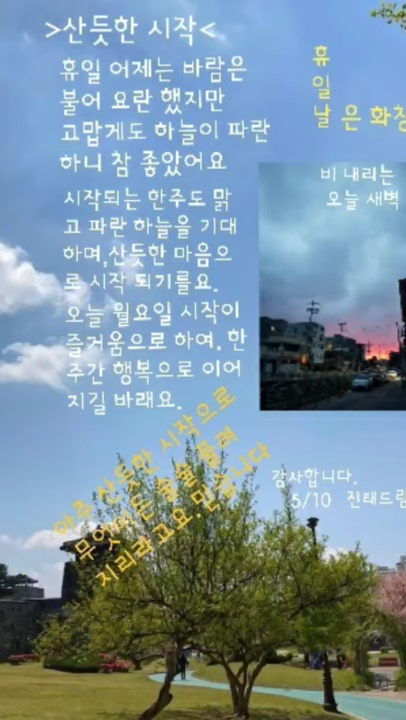 >산듯한 시작<
휴일 어제는 바람은
불어 요란 했지만
고맙게도 하늘이 파란
하니 참 좋았어요
시작되는 한주도 맑
고 파란 하늘을 기대
하며,산듯한 마음으
로 시작 되기를요.
오늘 월요일 시작이
즐거움으로 하여. 한
주간 행복으로 이어
지길 바래요.
휴
일
날 은 화창
비 내리는
오늘 새벽
아주 산듯한 시작으로
무엇이든 술술 풀려
지리라고요 믿습니다
감사합니다.
5/10 진태드림